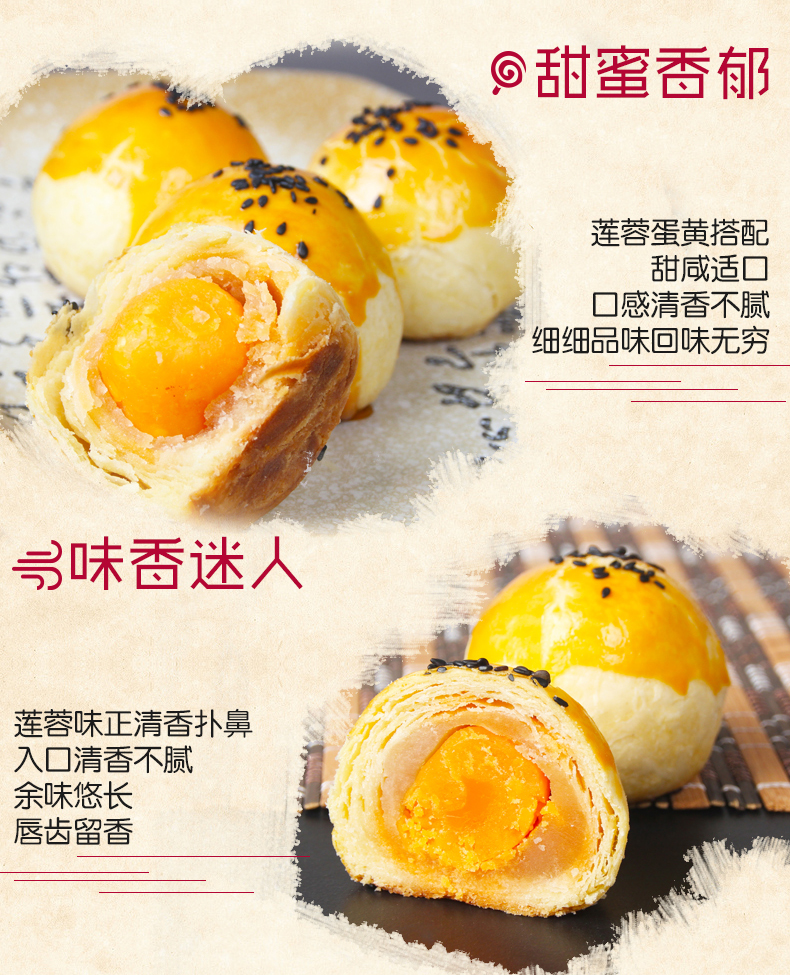 甜蜜香郁
莲蓉蛋黄搭配
甜咸适口
口感清香不腻
细细品味回味无穷
味香迷人
莲蓉味正清香扑鼻
入口清香不腻
余味悠长
唇齿留香